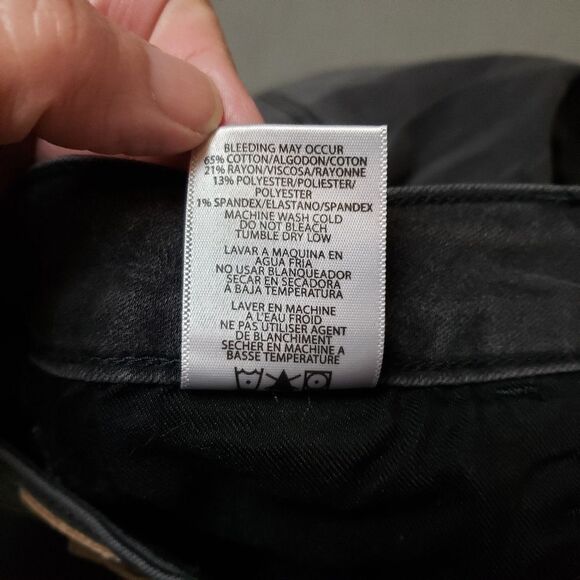 BLEEDING MAY OCCUR
65% COTTON/ALGODON/COTON
21% RAYON/VISCOSA/RAYONNE
13% POLYESTER/POLIESTER/
POLYESTER
1% SPANDEX/ELASTANO/SPANDEX
MACHINE WASH COLD
DO NOT BLEACH
TUMBLE DRY LOW
LAVAR A MAQUINA EN
AGUA FRIA
NO USAR BLANQUEADOR
SECAR EN SECADORA
A BAJA TEMPERATURA
LAVER EN MACHINE
A L'EAU FROID
NE PAS UTILISER AGENT
DE BLANCHIMENT
SECHER EN MACHINE A
BASSE TEMPERATURE